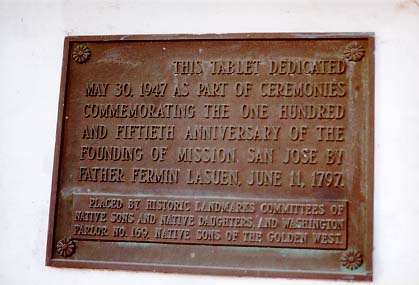 THIS TABLET DEDICATED
MAY 30, 1947 AS PART OF CEREMONIES
COMMEMORATING THE ONE HUNDRED
AND FIFTIETH ANNIVERSARY OF THE
FOUNDING OF MISSION SAN JOSE BY
FATHER FERMIN LASUEN, JUNE 11, 1797.
PLACED BY HISTORIC LANDMARKS COMMITTEES OF
NATIVE SONS AND NATIVE DAUGHTERS, AND WASHINGTON
PARLOR NO. 169, NATIVE SONS OF THE GOLDEN WEST.